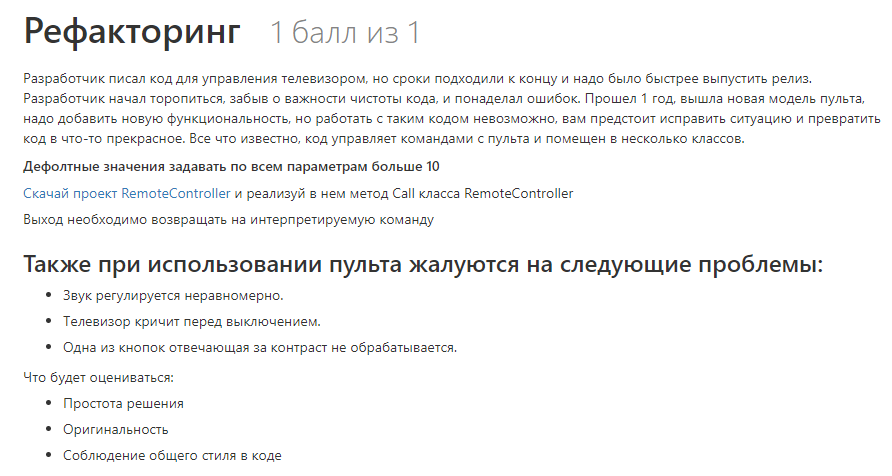 Рефакторинг 1 балл из 1
Разработчик писал код для управления телевизором, но сроки подходили к концу и надо было быстрее выпустить релиз.
Разработчик начал торопиться, забыв о важности чистоты кода, и понаделал ошибок. Прошел 1 год, вышла новая модель пульта,
надо добавить новую функциональность, но работать с таким кодом невозможно, вам предстоит исправить ситуацию и превратить
код в что-то прекрасное. Все что известно, код управляет командами с пульта и помещен в несколько классов.
Дефолтные значения задавать по всем параметрам больше 10
Скачай проект RemoteController и реализуй в нем метод Call класса RemoteController
Выход необходимо возвращать на интерпретируемую команду
Также при использовании пульта жалуются на следующие проблемы:
• Звук регулируется неравномерно.
• Телевизор кричит перед выключением.
• Одна из кнопок отвечающая за контраст не обрабатывается.
Что будет оцениваться:
• Простота решения
• Оригинальность
• Соблюдение общего стиля в коде